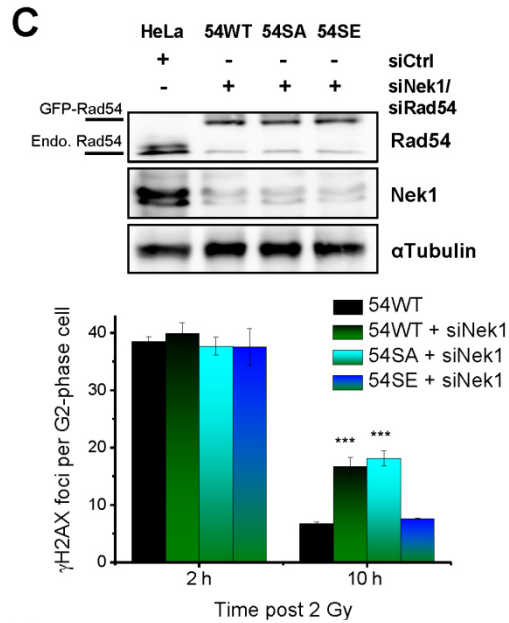 C
HeLa 54WT 54SA 54SE
+ - - - siCtrl
- + + + siNek1/
siRad54
GFP-Rad54
Endo. Rad54
Rad54
Nek1
αTubulin
54WT
54WT + siNek1
54SA + siNek1
54SE + siNek1
γH2AX foci per G2-phase cell
40
30
20
10
0
*** ***
2 h 10 h
Time post 2 Gy